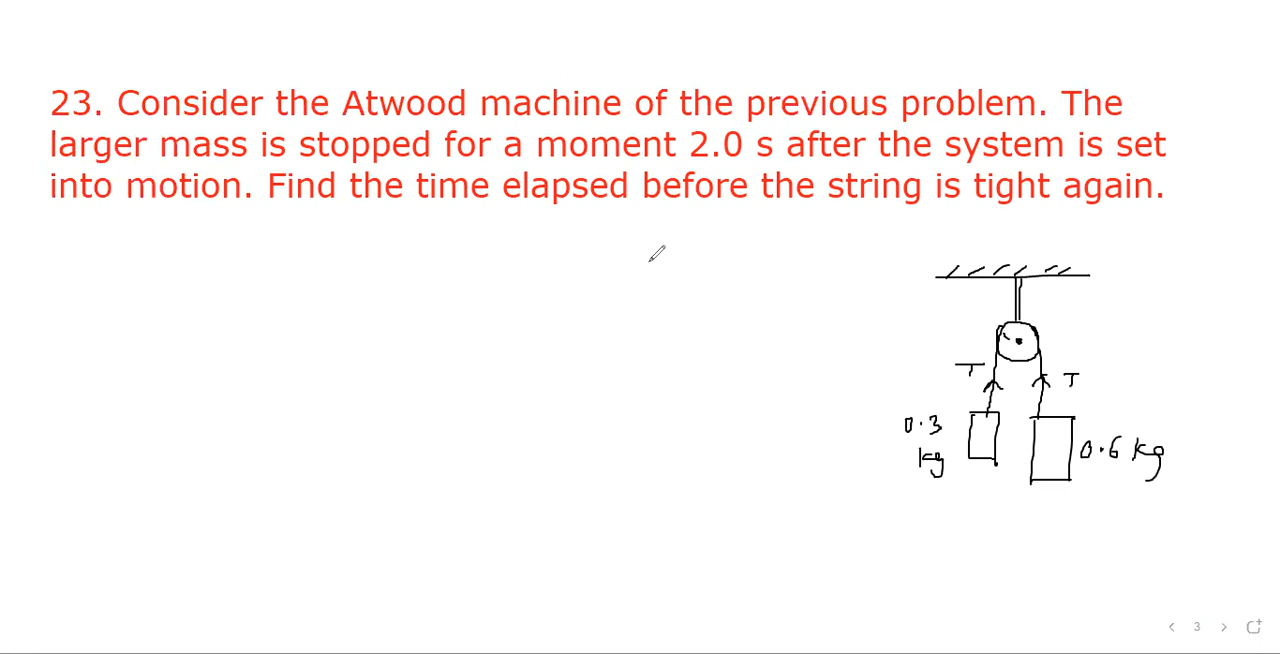 23. Consider the Atwood machine of the previous problem. The
larger mass is stopped for a moment 2.0 s after the system is set
into motion. Find the time elapsed before the string is tight again.
T T
0.3
kg
0.6 kg
3